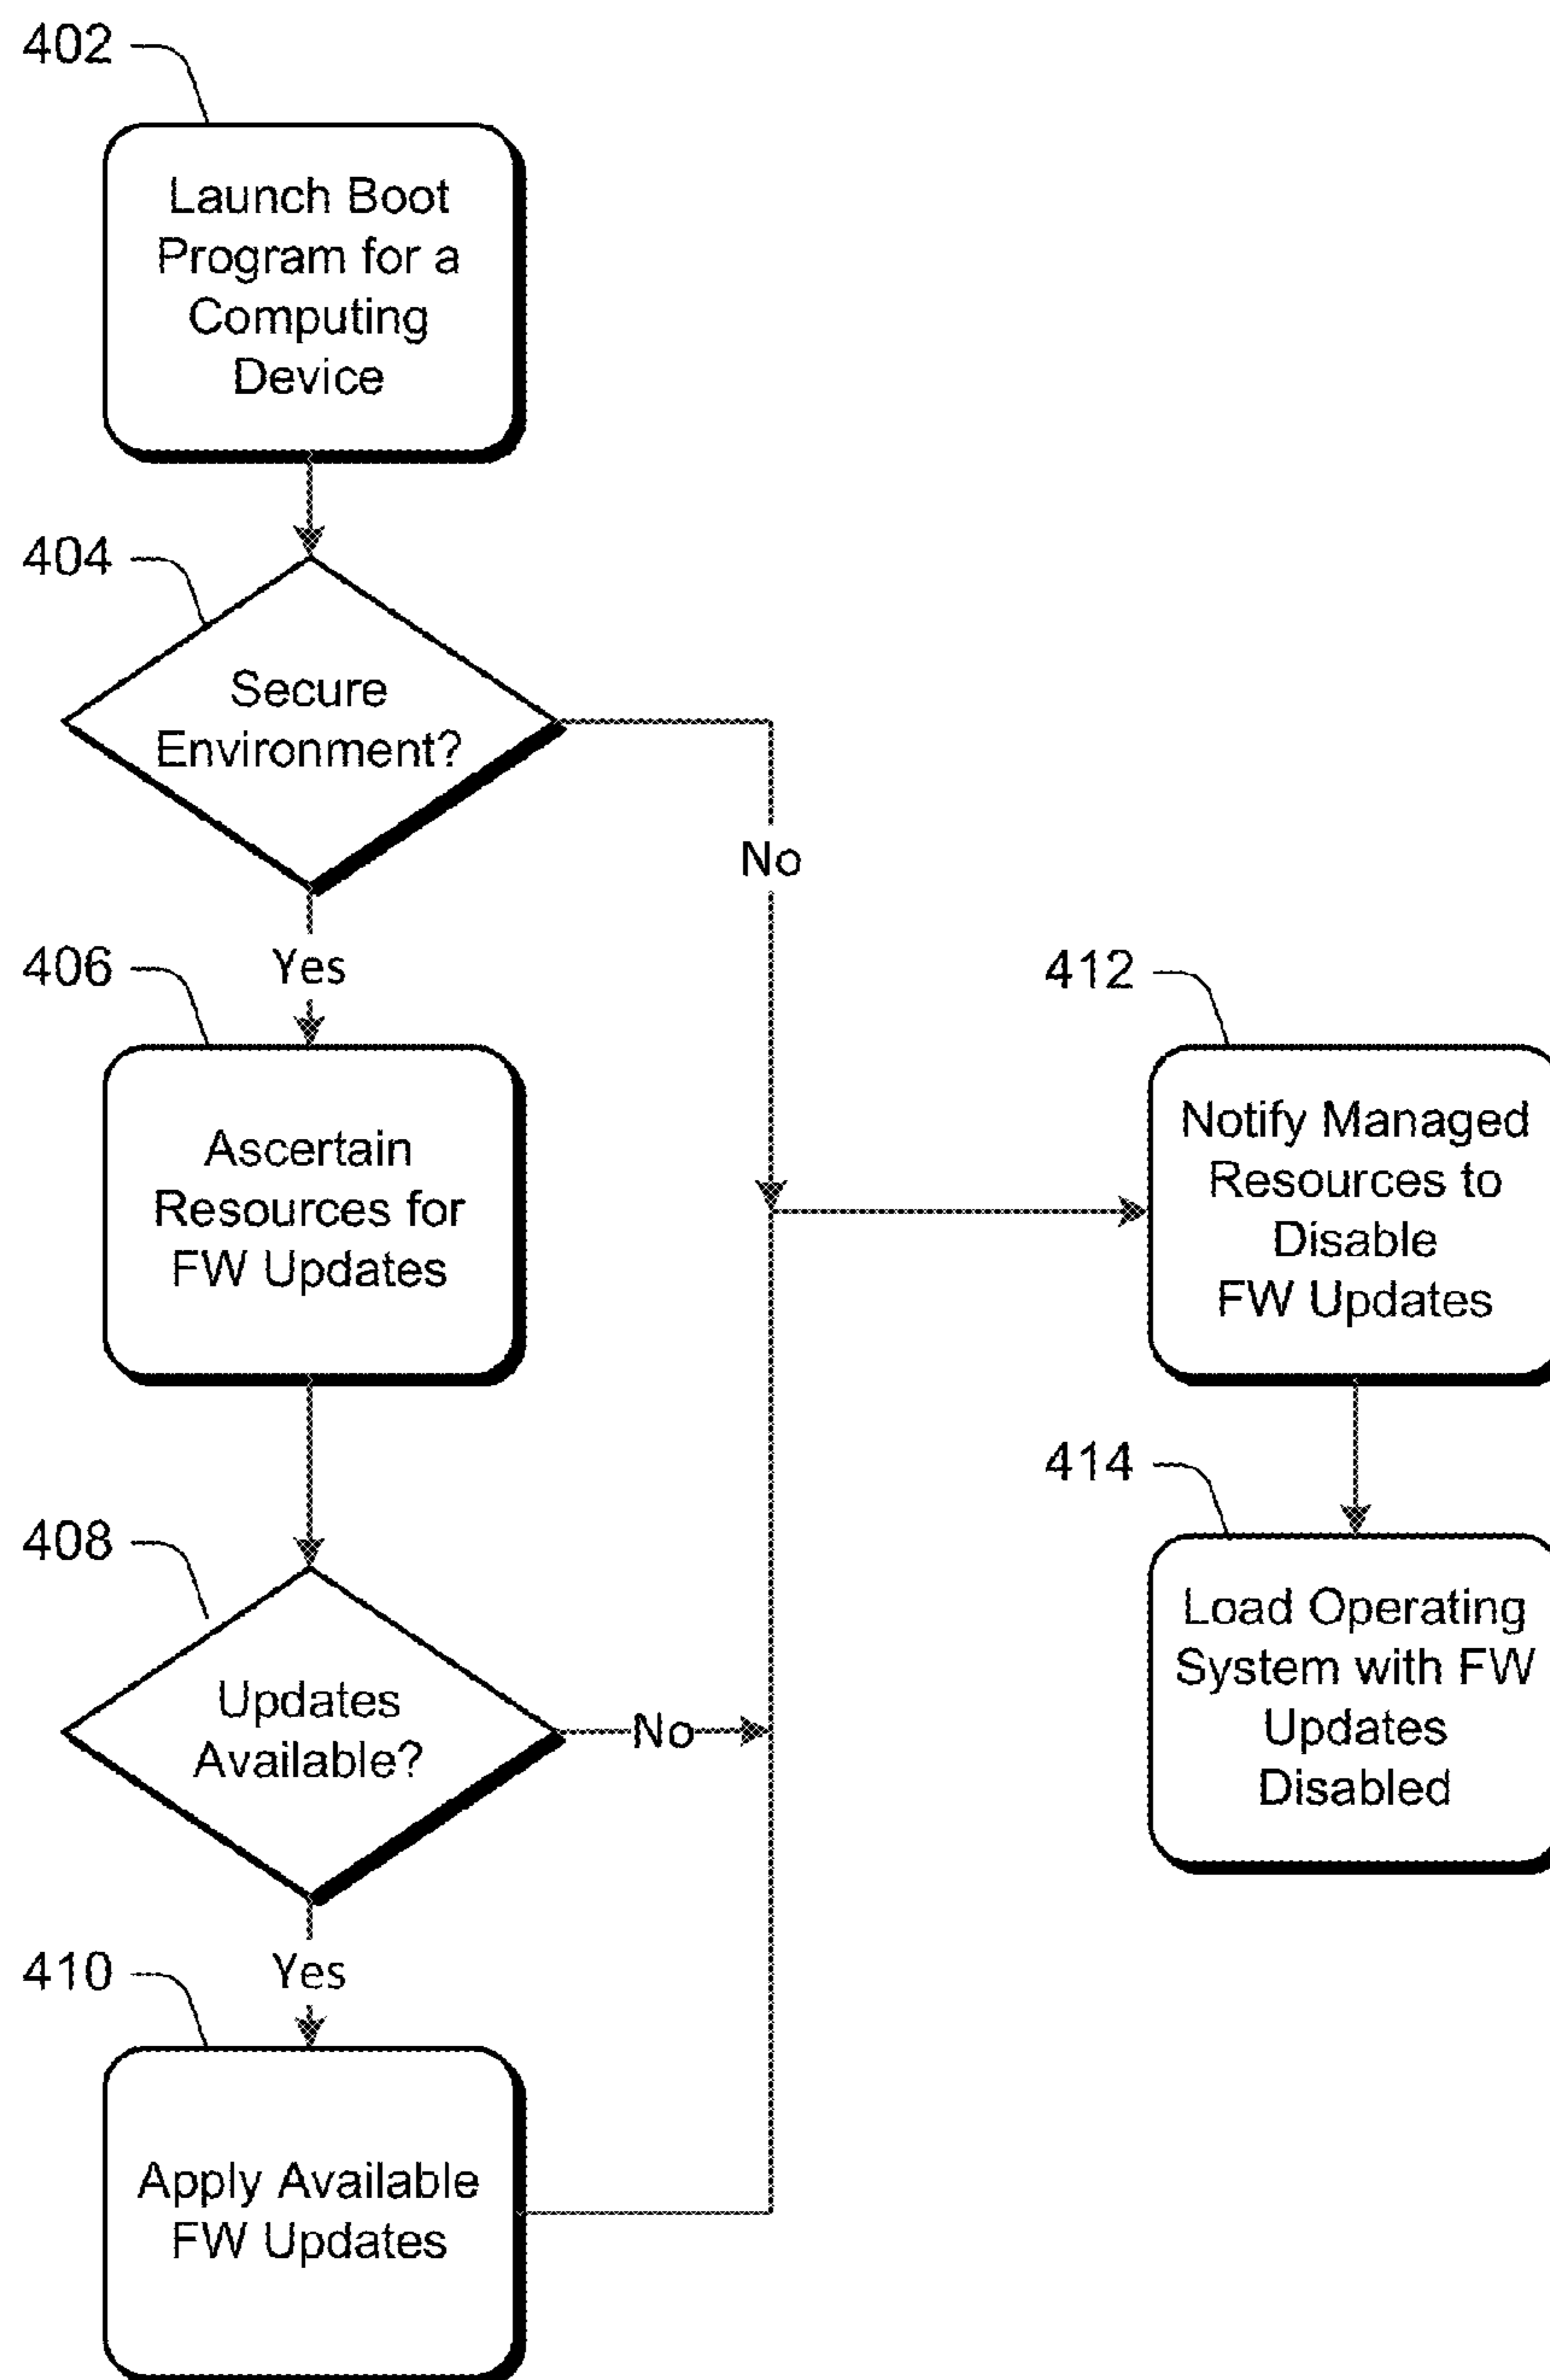 402
Launch Boot
Program for a
Computing
Device
404
Secure
Environment?
No
Yes
406
Ascertain
Resources for
FW Updates
408
Updates
Available?
No
Yes
410
Apply Available
FW Updates
412
Notify Managed
Resources to
Disable
FW Updates
414
Load Operating
System with FW
Updates
Disabled